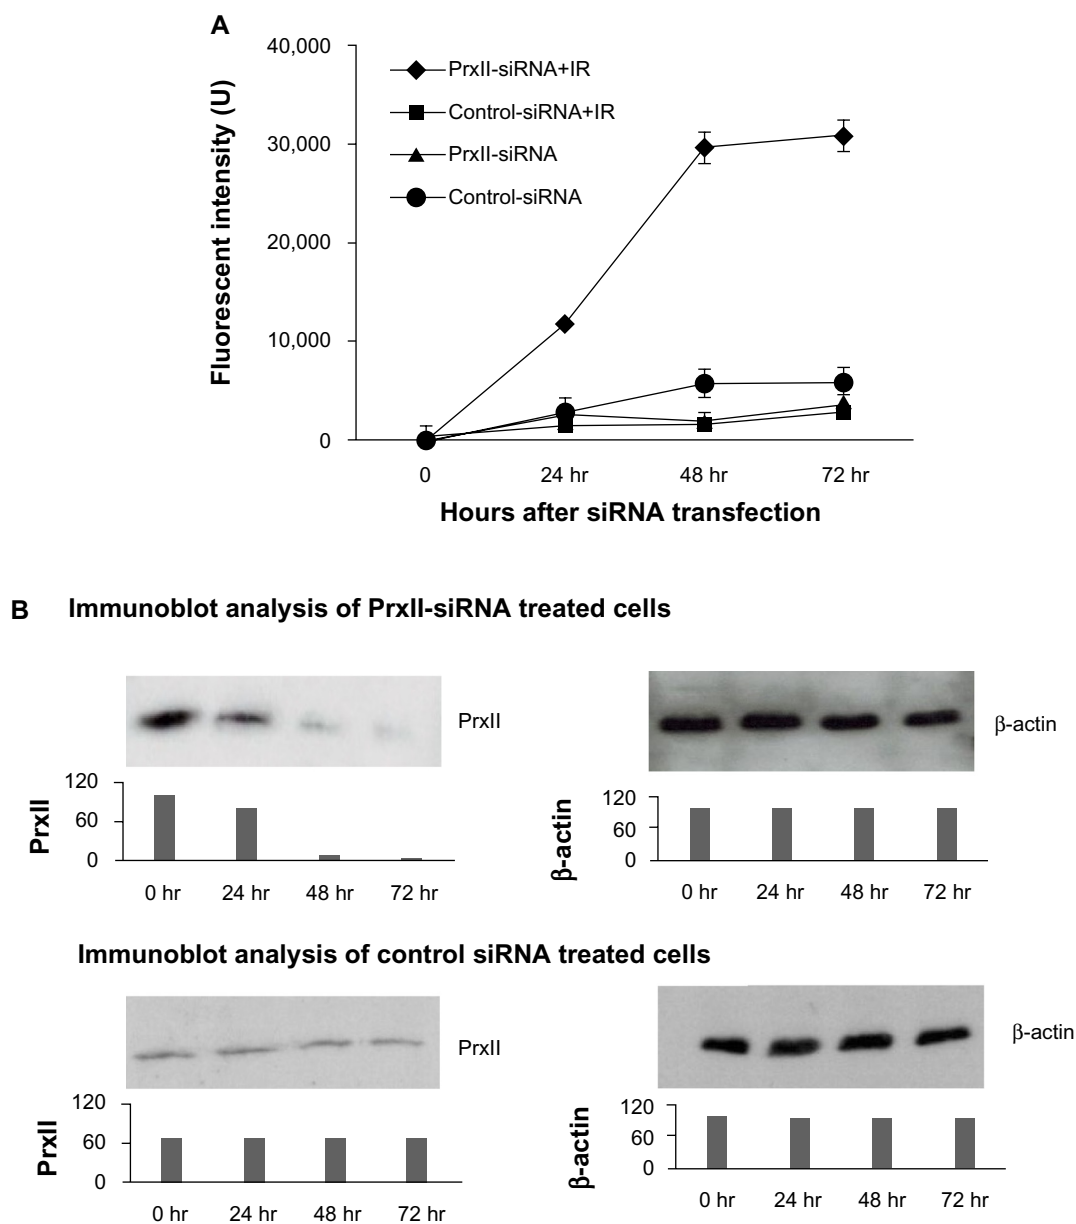 A
Fluorescent intensity (U)
40,000
30,000
20,000
10,000
0
PrxII-siRNA+IR
Control-siRNA+IR
PrxII-siRNA
Control-siRNA
0 24 hr 48 hr 72 hr
Hours after siRNA transfection
B Immunoblot analysis of PrxII-siRNA treated cells
PrxII
β-actin
PrxII
120
60
0
0 hr 24 hr 48 hr 72 hr
β-actin
120
60
0
0 hr 24 hr 48 hr 72 hr
Immunoblot analysis of control siRNA treated cells
PrxII
β-actin
PrxII
120
60
0
0 hr 24 hr 48 hr 72 hr
β-actin
120
60
0
0 hr 24 hr 48 hr 72 hr